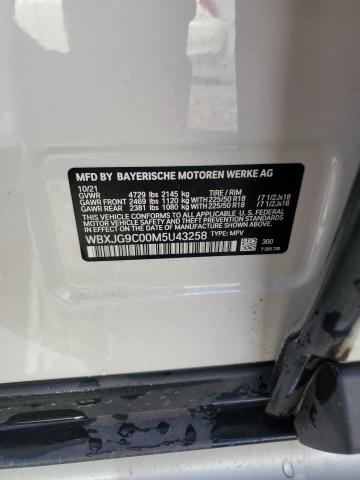 MFD BY BAYERISCHE MOTOREN WERKE AG
10/21
GVWR 4729 lbs 2145 kg TIRE / RIM
GAWR FRONT 2469 lbs 1120 kg WITH 225/50 R18 /7 1/2Jx18
GAWR REAR 2381 lbs 1080 kg WITH 225/50 R18 /7 1/2Jx18
THIS VEHICLE CONFORMS TO ALL APPLICABLE U.S. FEDERAL
MOTOR VEHICLE SAFETY AND THEFT PREVENTION STANDARDS
IN EFFECT ON THE DATE OF MANUFACTURE SHOWN ABOVE.
WBXJG9C00M5U43258 TYPE: MPV
300